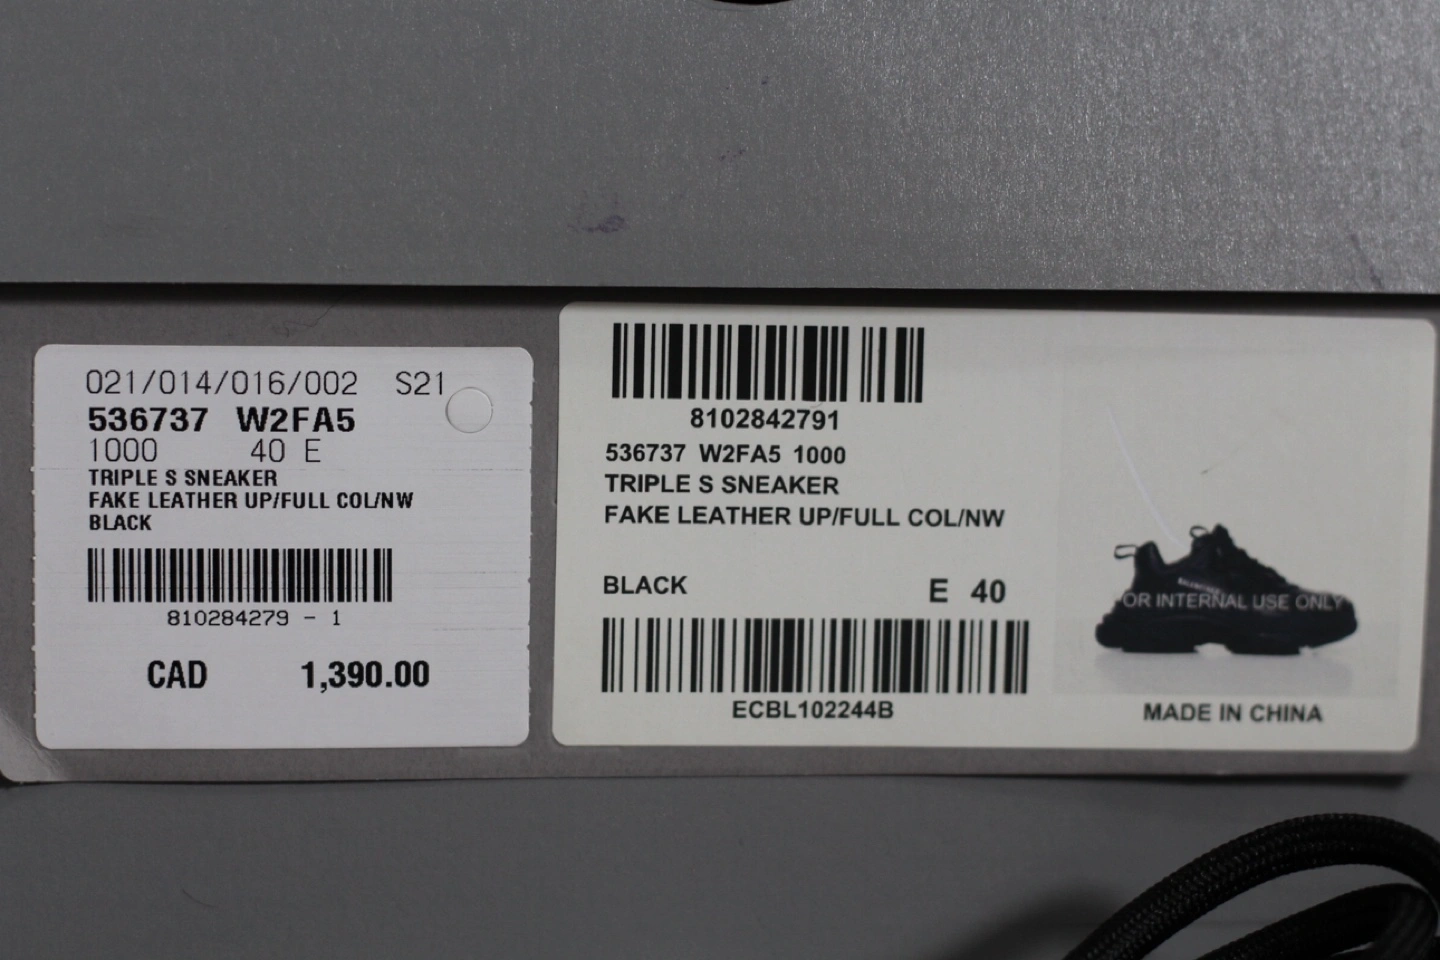 021/014/016/002 S21
536737 W2FA5
1000 40 E
TRIPLE S SNEAKER
FAKE LEATHER UP/FULL COL/NW
BLACK
810284279 - 1
CAD 1,390.00
8102842791
536737 W2FA5 1000
TRIPLE S SNEAKER
FAKE LEATHER UP/FULL COL/NW
BLACK E 40
ECBL102244B
BALENCIAGA
OR INTERNAL USE ONLY
MADE IN CHINA